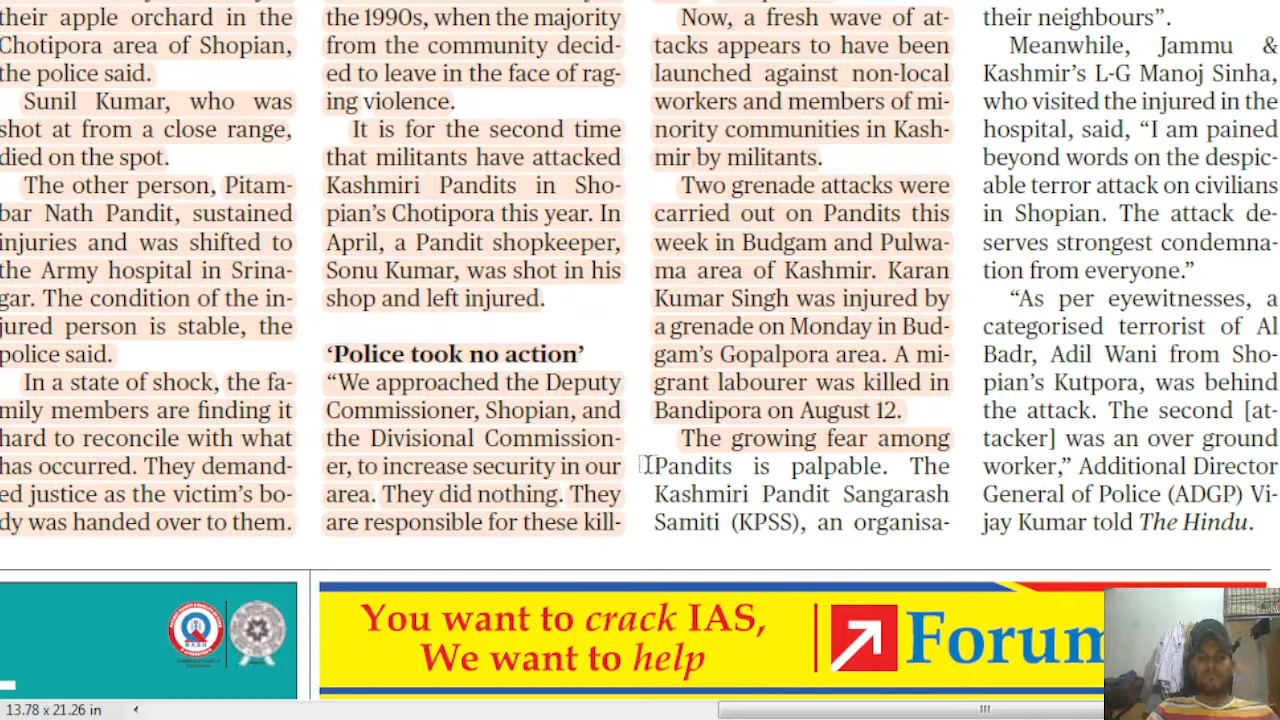 their apple orchard in the
Chotipora area of Shopian,
the police said.
Sunil Kumar, who was
shot at from a close range,
died on the spot.
The other person, Pitam-
bar Nath Pandit, sustained
injuries and was shifted to
the Army hospital in Srina-
gar. The condition of the in-
jured person is stable, the
police said.
In a state of shock, the fa-
mily members are finding it
hard to reconcile with what
has occurred. They demand-
ed justice as the victim’s bo-
dy was handed over to them.
the 1990s, when the majority
from the community decid-
ed to leave in the face of rag-
ing violence.
It is for the second time
that militants have attacked
Kashmiri Pandits in Sho-
pian’s Chotipora this year. In
April, a Pandit shopkeeper,
Sonu Kumar, was shot in his
shop and left injured.
‘Police took no action’
“We approached the Deputy
Commissioner, Shopian, and
the Divisional Commission-
er, to increase security in our
area. They did nothing. They
are responsible for these kill-
Now, a fresh wave of at-
tacks appears to have been
launched against non-local
workers and members of mi-
nority communities in Kash-
mir by militants.
Two grenade attacks were
carried out on Pandits this
week in Budgam and Pulwa-
ma area of Kashmir. Karan
Kumar Singh was injured by
a grenade on Monday in Bud-
gam’s Gopalpora area. A mi-
grant labourer was killed in
Bandipora on August 12.
The growing fear among
Pandits is palpable. The
Kashmiri Pandit Sangarash
Samiti (KPSS), an organisa-
their neighbours”.
Meanwhile, Jammu &
Kashmir’s L-G Manoj Sinha,
who visited the injured in the
hospital, said, “I am pained
beyond words on the despic-
able terror attack on civilians
in Shopian. The attack de-
serves strongest condemna-
tion from everyone.”
“As per eyewitnesses, a
categorised terrorist of Al
Badr, Adil Wani from Sho-
pian’s Kutpora, was behind
the attack. The second [at-
tacker] was an over ground
worker,” Additional Director
General of Police (ADGP) Vi-
jay Kumar told The Hindu.
You want to crack IAS,
We want to help
Forum
13.78 x 21.26 in